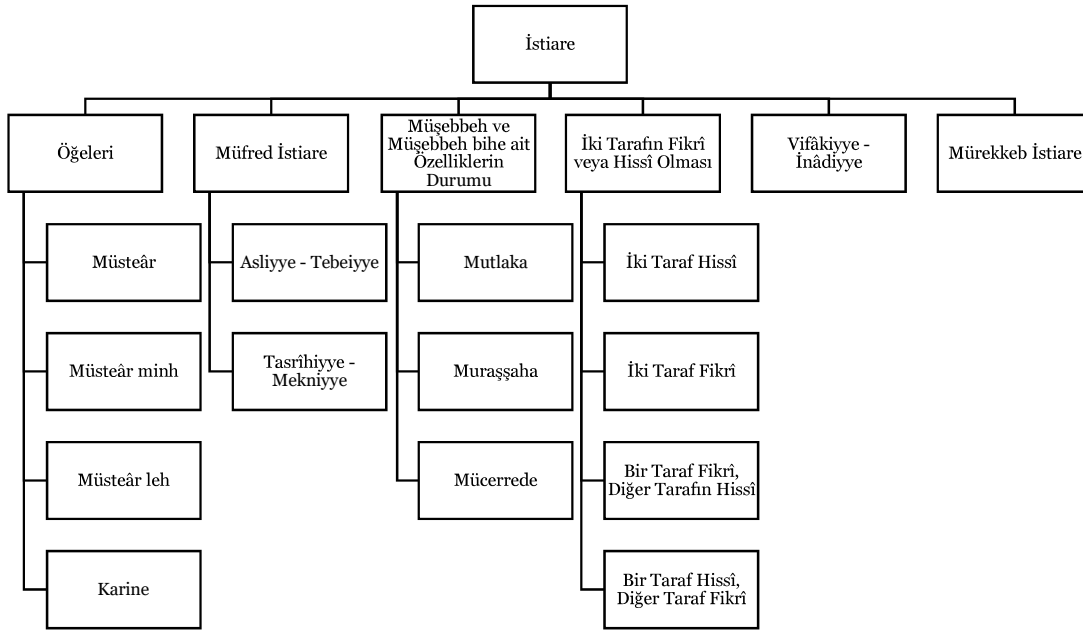 İstiare
Öğeleri
Müfred İstiare
Müşebbeh ve
Müşebbeh bihe ait
Özelliklerin
Durumu
İki Tarafın Fikrî
veya Hissî Olması
Vifâkiyye -
İnâdiyye
Mürekkeb İstiare
Müsteâr
Müsteâr minh
Müsteâr leh
Karine
Asliyye - Tebeiyye
Tasrîhiyye -
Mekniyye
Mutlaka
Muraşşaha
Mücerrede
İki Taraf Hissî
İki Taraf Fikrî
Bir Taraf Fikrî,
Diğer Tarafın Hissî
Bir Taraf Hissî,
Diğer Taraf Fikrî